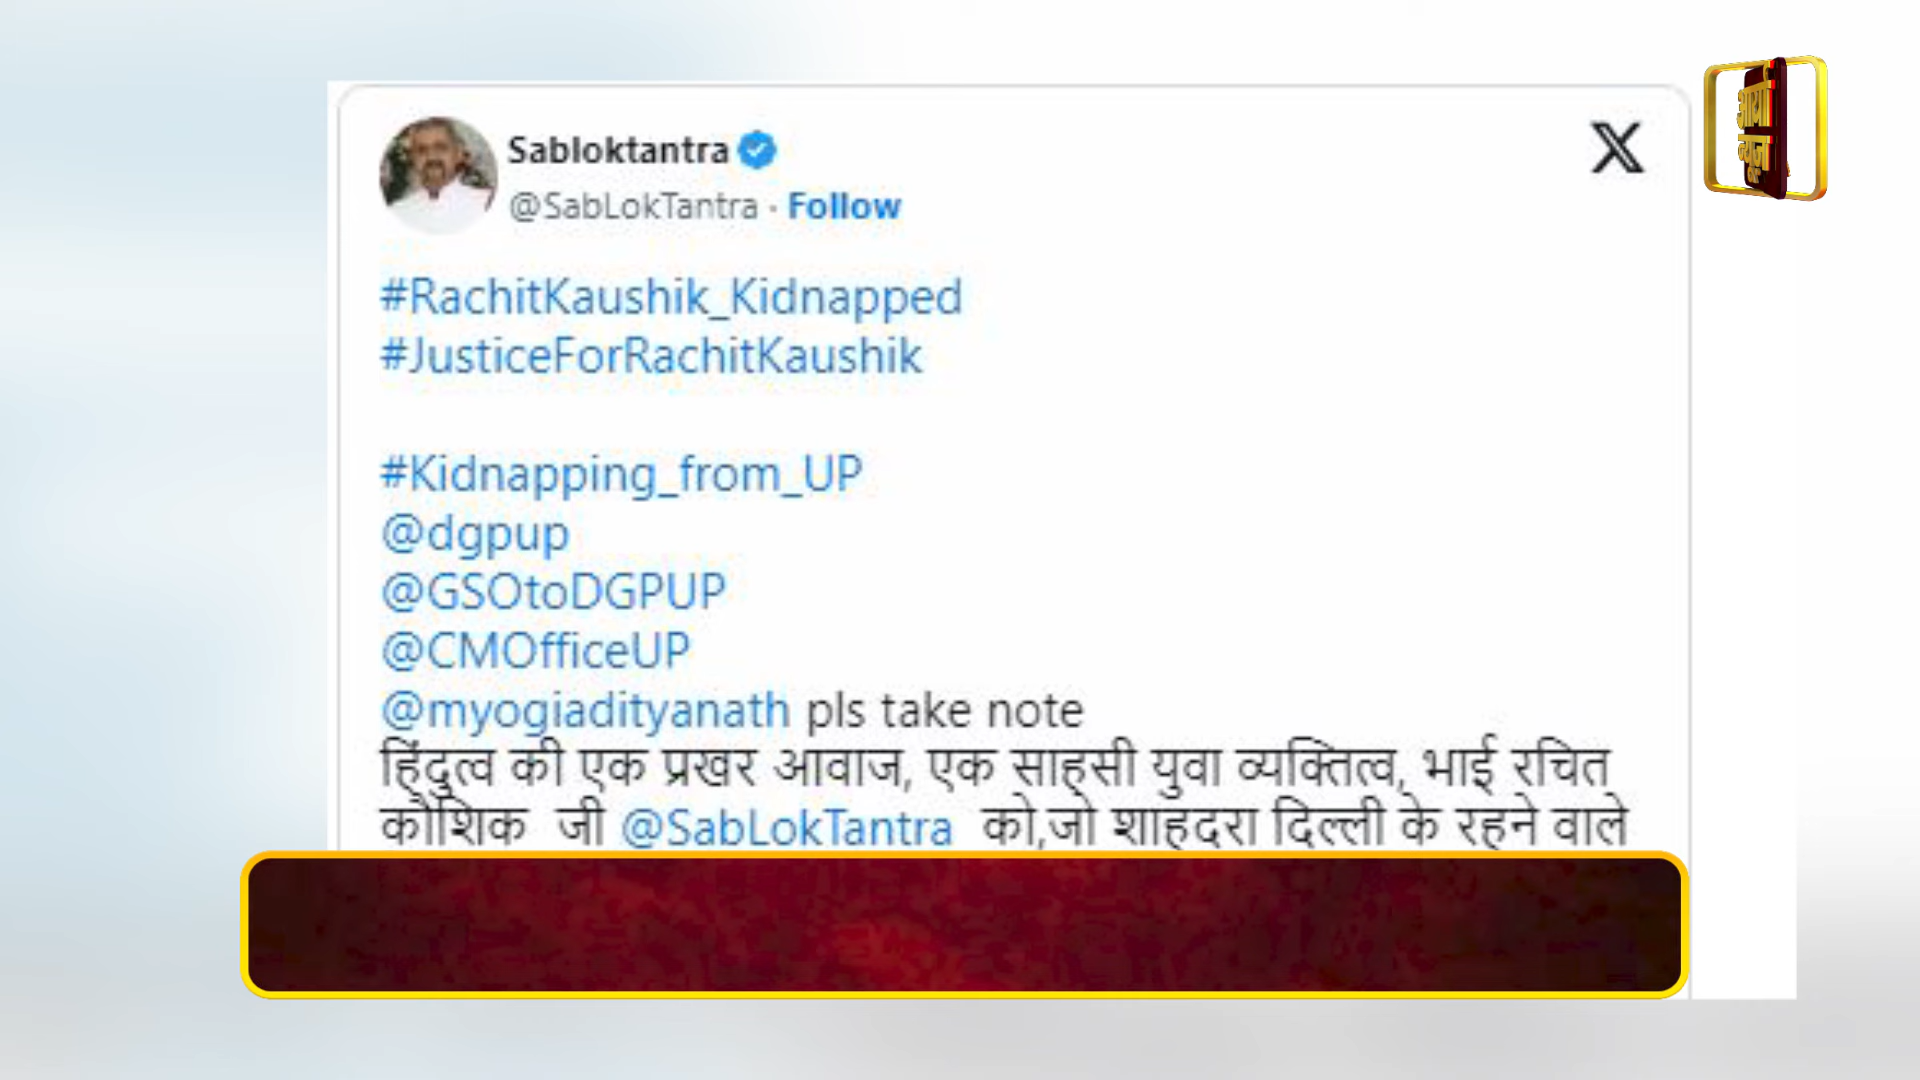 Sabloktantra
@SabLokTantra · Follow
#RachitKaushik_Kidnapped
#JusticeForRachitKaushik
#Kidnapping_from_UP
@dgpup
@GSOtoDGPUP
@CMOfficeUP
@myogiadityanath pls take note
हिंदुत्व की एक प्रखर आवाज, एक साहसी युवा व्यक्तित्व, भाई रचित
कौशिक जी @SabLokTantra को,जो शाहदरा दिल्ली के रहने वाले